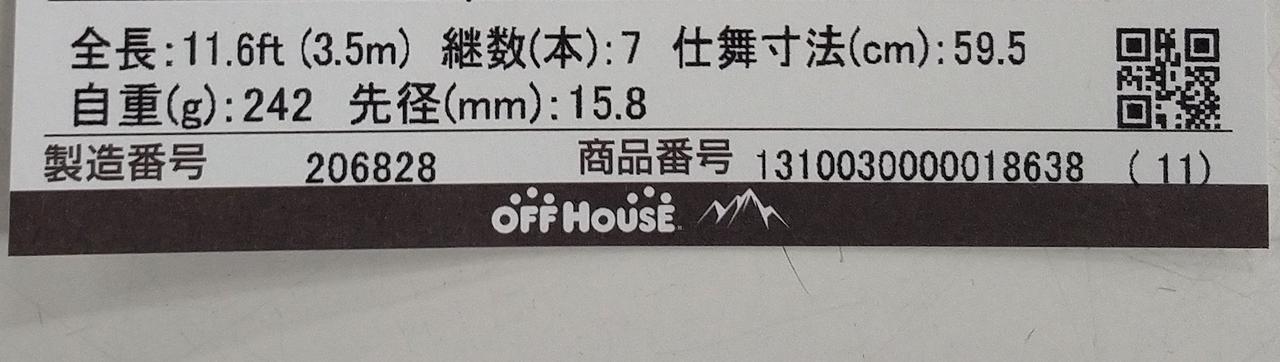 全長:11.6ft (3.5m) 継数(本):7 仕舞寸法(cm):59.5
自重(g):242 先径(mm):15.8
製造番号 206828 商品番号 1310030000018638 (11)
OFF HOUSE